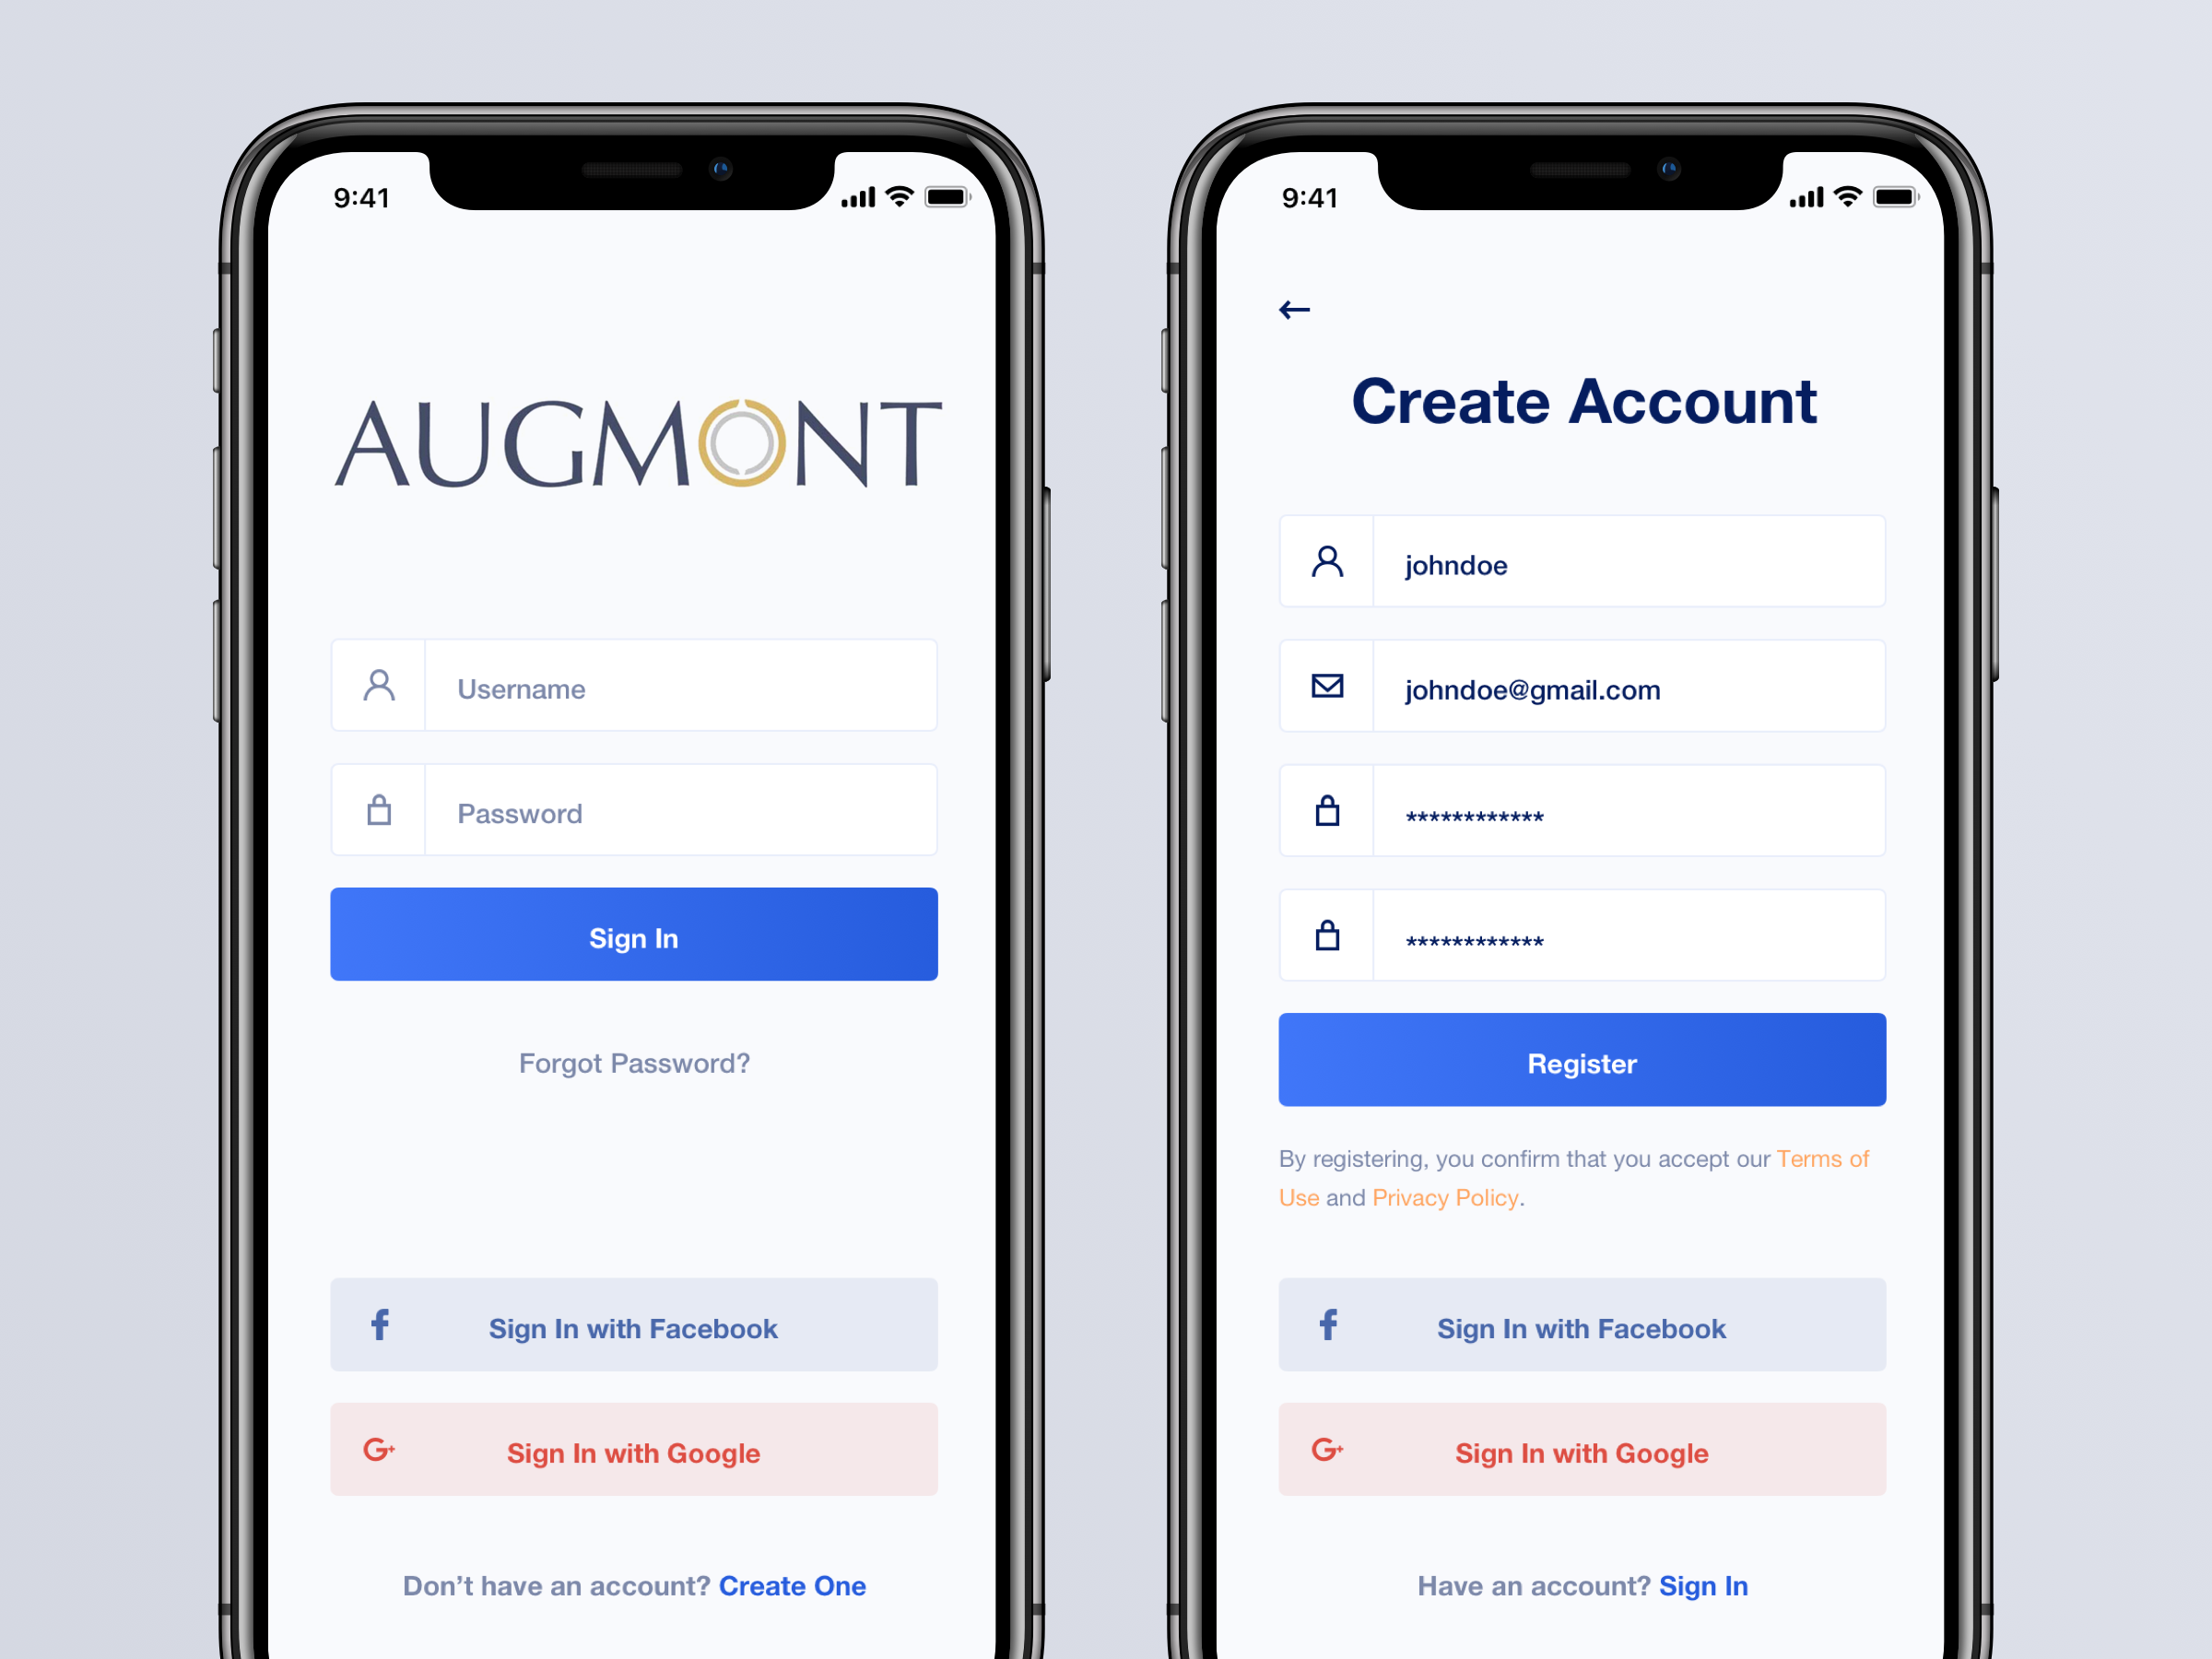 9:41
AUGMONT
Username
Password
Sign In
Forgot Password?
f
Sign In with Facebook
G+
Sign In with Google
Don’t have an account? Create One
9:41
Create Account
johndoe
johndoe@gmail.com
************
************
Register
By registering, you confirm that you accept our Terms of
Use and Privacy Policy.
f
Sign In with Facebook
G+
Sign In with Google
Have an account? Sign In